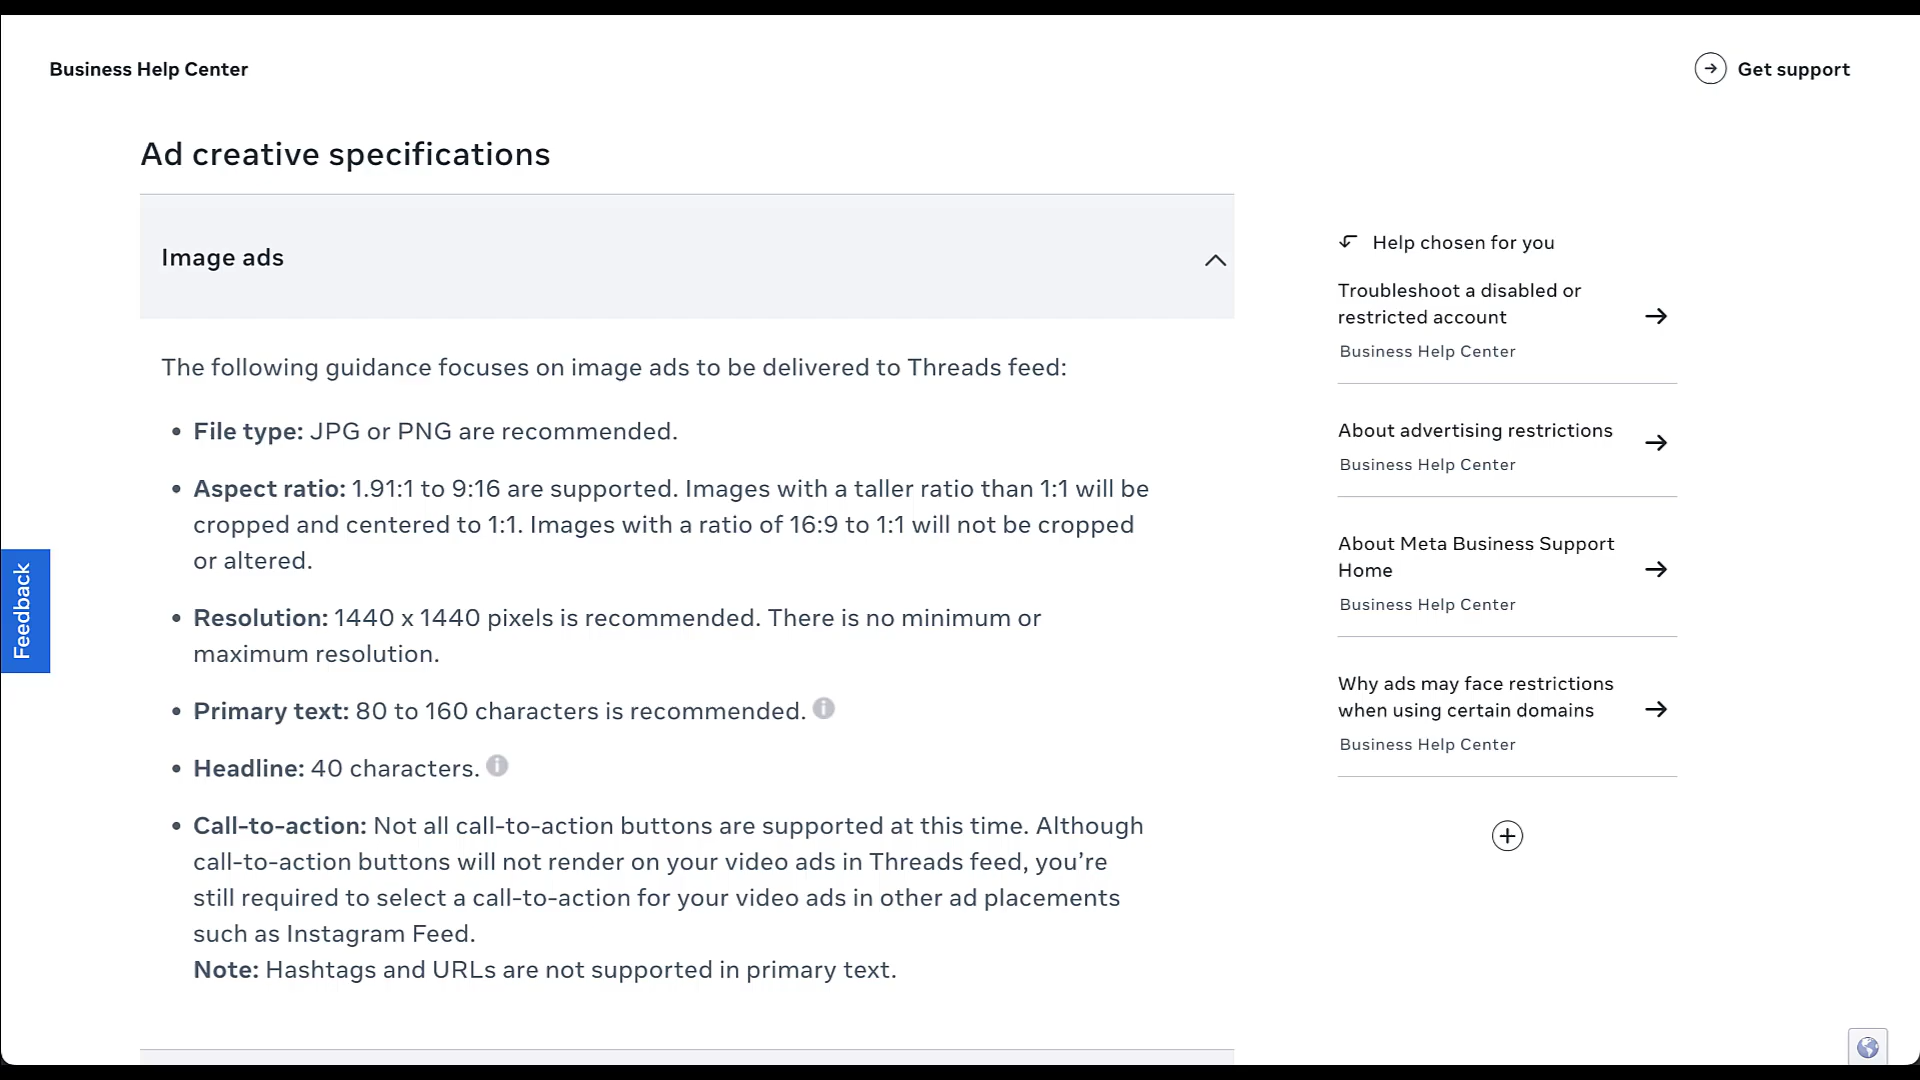 Business Help Center
Get support
Ad creative specifications
Image ads
The following guidance focuses on image ads to be delivered to Threads feed:
• File type: JPG or PNG are recommended.
• Aspect ratio: 1.91:1 to 9:16 are supported. Images with a taller ratio than 1:1 will be
cropped and centered to 1:1. Images with a ratio of 16:9 to 1:1 will not be cropped
or altered.
• Resolution: 1440 x 1440 pixels is recommended. There is no minimum or
maximum resolution.
• Primary text: 80 to 160 characters is recommended.
• Headline: 40 characters.
• Call-to-action: Not all call-to-action buttons are supported at this time. Although
call-to-action buttons will not render on your video ads in Threads feed, you’re
still required to select a call-to-action for your video ads in other ad placements
such as Instagram Feed.
Note: Hashtags and URLs are not supported in primary text.
Help chosen for you
Troubleshoot a disabled or
restricted account
Business Help Center
About advertising restrictions
Business Help Center
About Meta Business Support
Home
Business Help Center
Why ads may face restrictions
when using certain domains
Business Help Center
Feedback